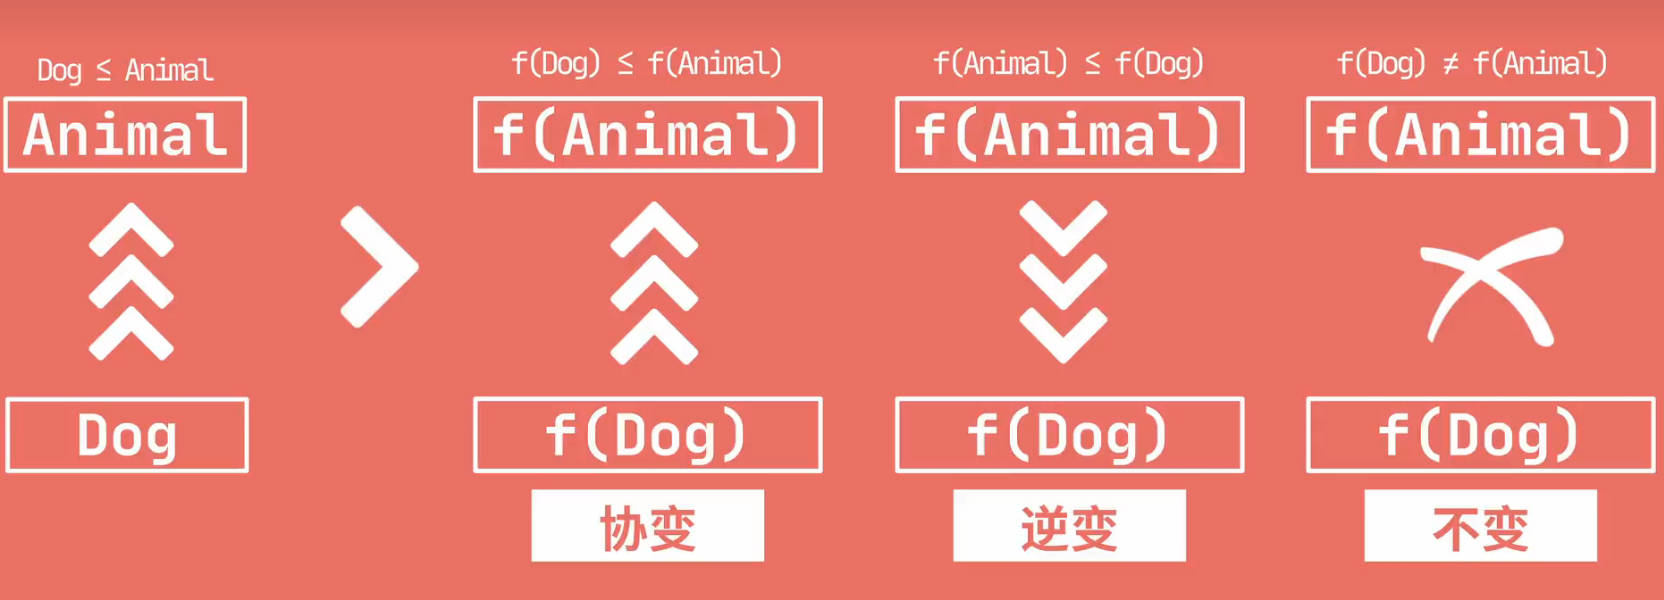 Dog ≤ Animal
Animal
Dog
f(Dog) ≤ f(Animal)
f(Animal)
f(Dog)
协变
f(Animal) ≤ f(Dog)
f(Animal)
f(Dog)
逆变
f(Dog) ≠ f(Animal)
f(Animal)
f(Dog)
不变